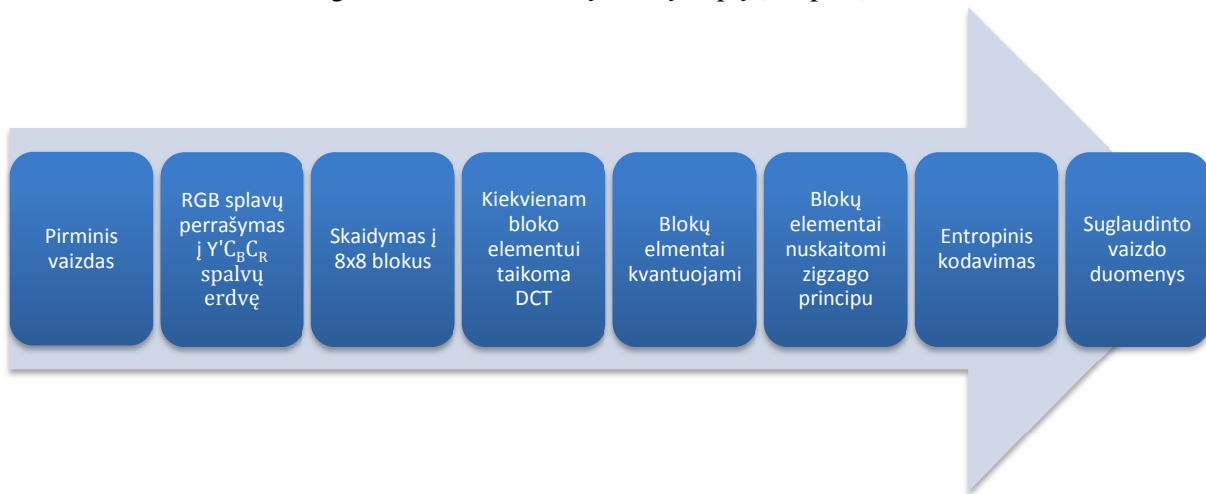 Pirminis
vaizdas
RGB splavų
perrašymas
į Y'C_BC_R
spalvų
erdvę
Skaidymas į
8x8 blokus
Kiekvienam
bloko
elementui
taikoma
DCT
Blokų
elmentai
kvantuojami
Blokų
elementai
nuskaitomi
zigzago
principu
Entropinis
kodavimas
Suglaudinto
vaizdo
duomenys